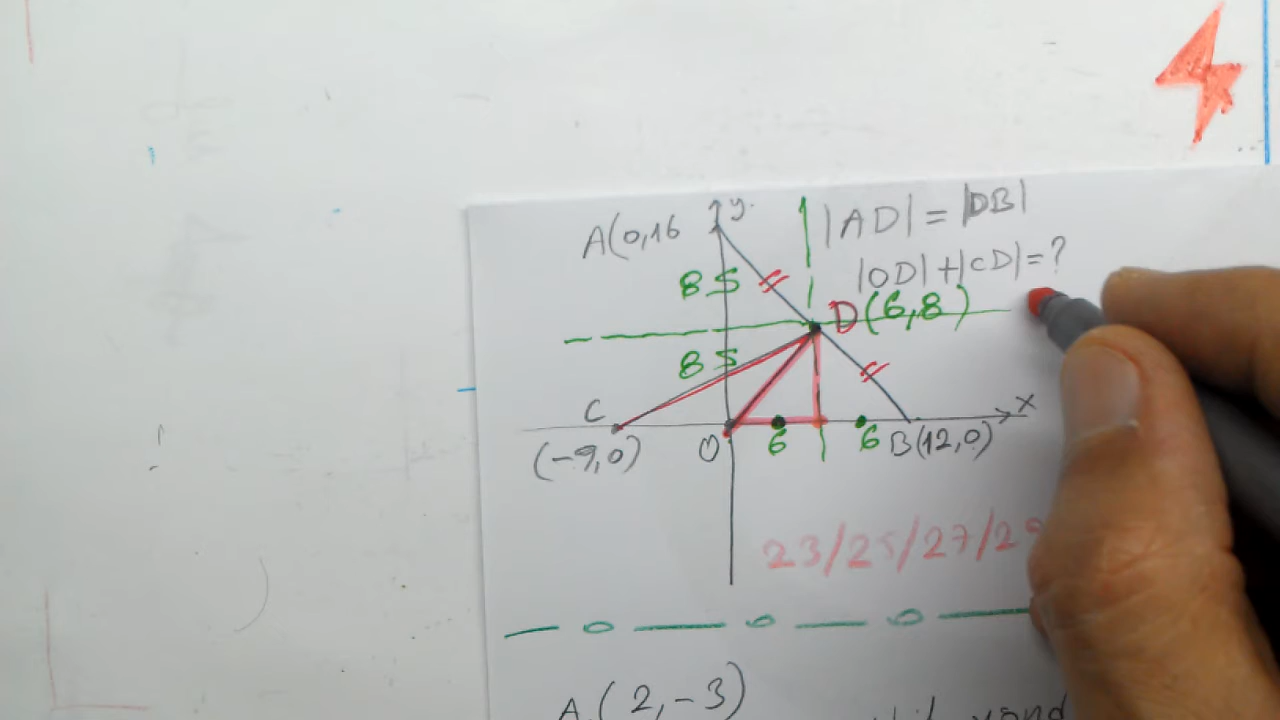 y
A(0,16
|AD| = |DB|
|OD| + |CD| = ?
8
D(6,8)
8
C
x
(-9,0)
O
6
6
B(12,0)
23/25/27/2
A(2,-3)